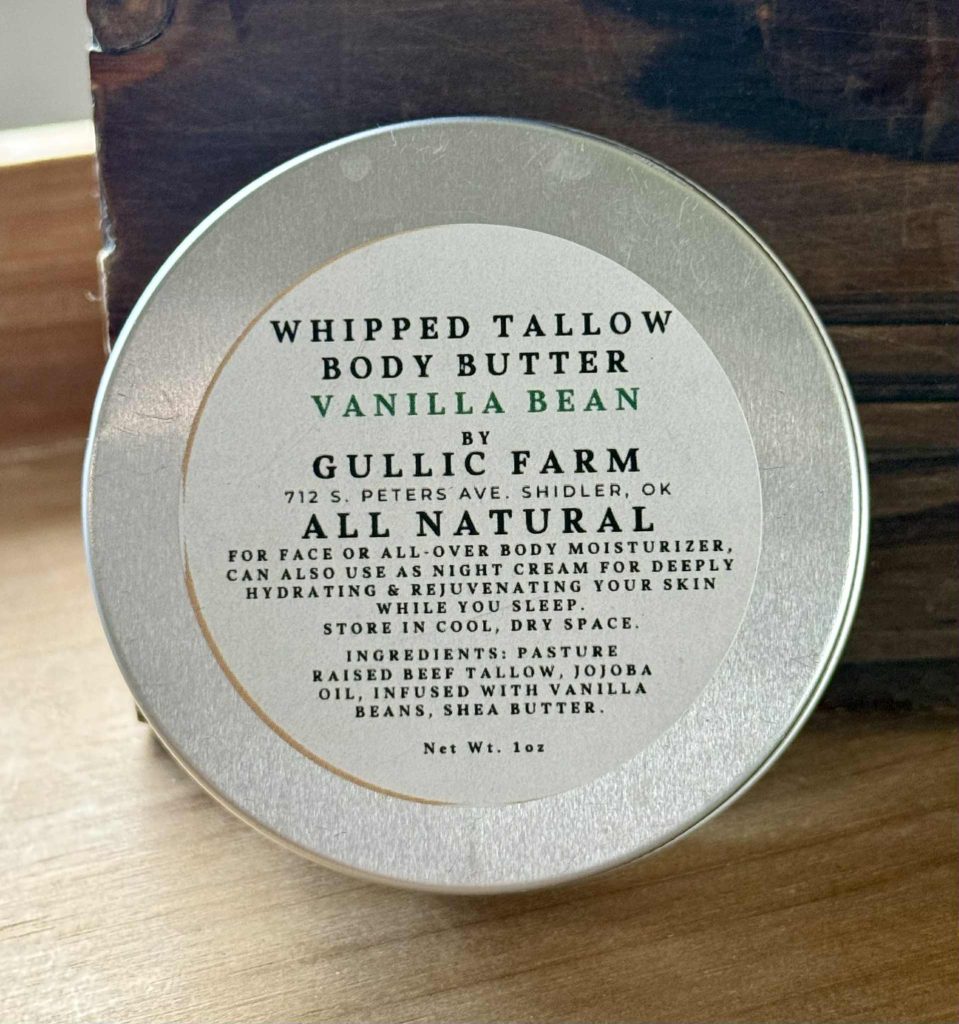 WHIPPED TALLOW
BODY BUTTER
VANILLA BEAN
BY
GULLIC FARM
712 S. PETERS AVE. SHIDLER, OK
ALL NATURAL
FOR FACE OR ALL-OVER BODY MOISTURIZER,
CAN ALSO USE AS NIGHT CREAM FOR DEEPLY
HYDRATING & REJUVENATING YOUR SKIN
WHILE YOU SLEEP.
STORE IN COOL, DRY SPACE.
INGREDIENTS: PASTURE
RAISED BEEF TALLOW, JOJOBA
OIL, INFUSED WITH VANILLA
BEANS, SHEA BUTTER.
Net Wt. 1oz